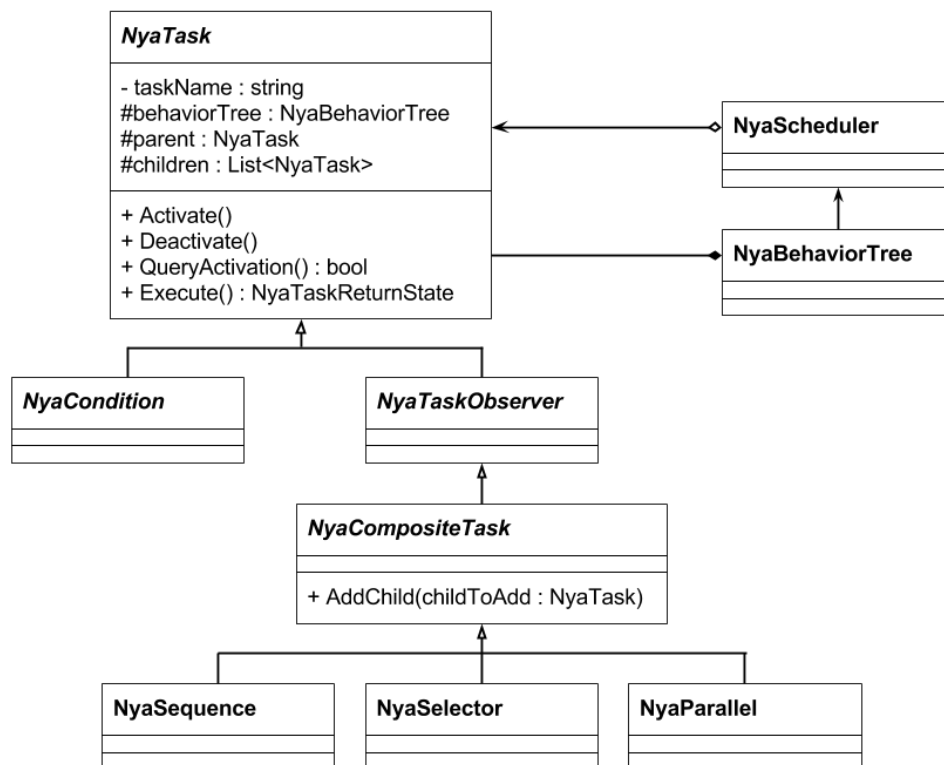 NyaTask
- taskName : string
#behaviorTree : NyaBehaviorTree
#parent : NyaTask
#children : List<NyaTask>
+ Activate()
+ Deactivate()
+ QueryActivation() : bool
+ Execute() : NyaTaskReturnState
NyaScheduler
NyaBehaviorTree
NyaCondition
NyaTaskObserver
NyaCompositeTask
+ AddChild(childToAdd : NyaTask)
NyaSequence
NyaSelector
NyaParallel